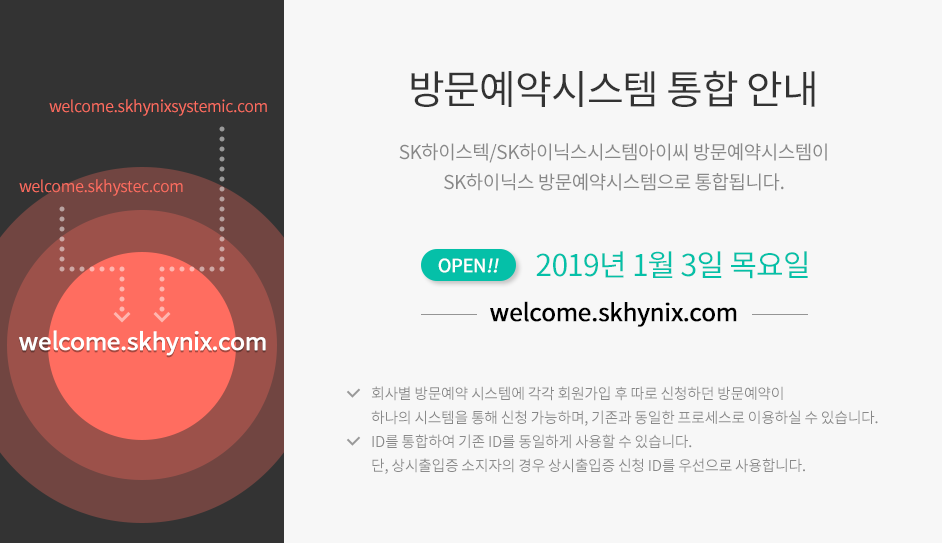 welcome.skhynixsystemic.com
welcome.skhystec.com
welcome.skhynix.com
방문예약시스템 통합 안내
SK하이스텍/SK하이닉스시스템아이씨 방문예약시스템이
SK하이닉스 방문예약시스템으로 통합됩니다.
OPEN!! 2019년 1월 3일 목요일
welcome.skhynix.com
회사별 방문예약 시스템에 각각 회원가입 후 따로 신청하던 방문예약이
하나의 시스템을 통해 신청 가능하며, 기존과 동일한 프로세스로 이용하실 수 있습니다.
ID를 통합하여 기존 ID를 동일하게 사용할 수 있습니다.
단, 상시출입증 소지자의 경우 상시출입증 신청 ID를 우선으로 사용합니다.